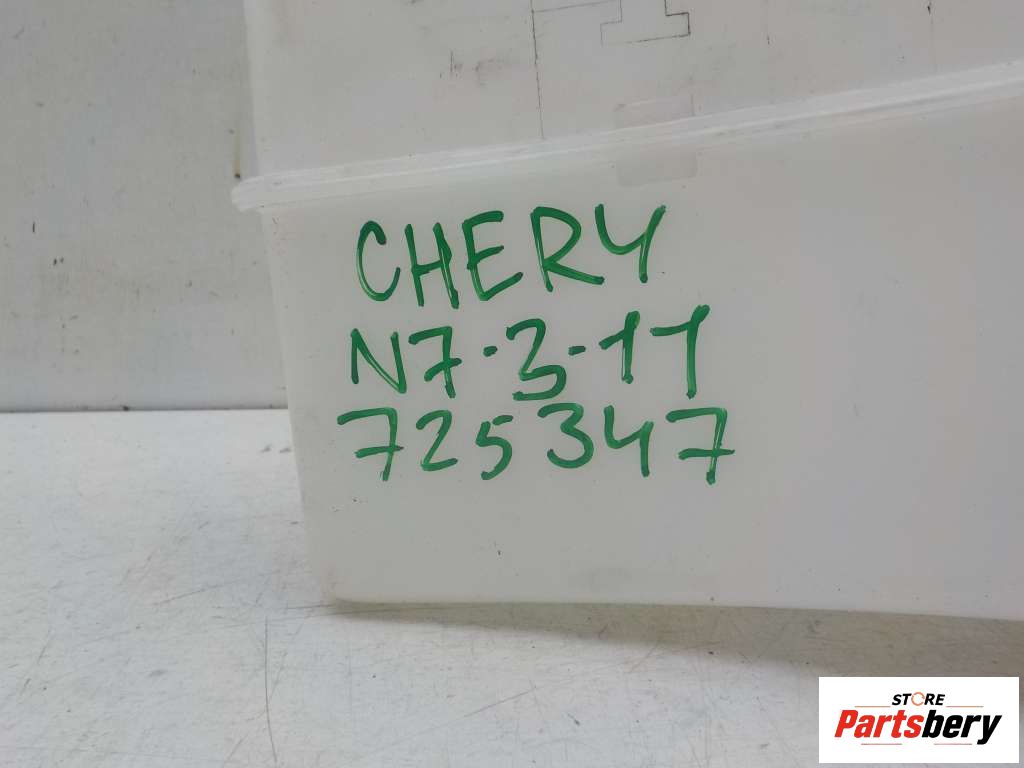 CHERY
N7-3-11
725347
STORE
Partsbery